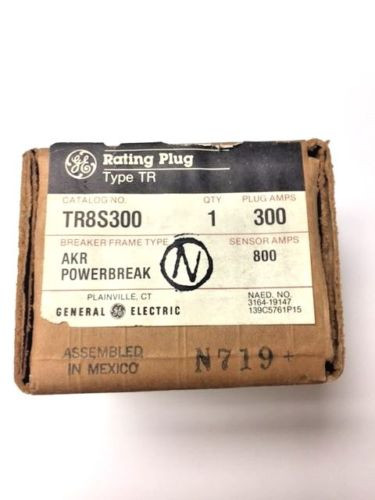 GE Rating Plug
Type TR
CATALOG NO. QTY PLUG AMPS
TR8S300 1 300
BREAKER FRAME TYPE SENSOR AMPS
AKR N 800
POWERBREAK
PLAINVILLE, CT NAED. NO.
GENERAL GE ELECTRIC 3164-19147
139C5761P15
ASSEMBLED
IN MEXICO N719+